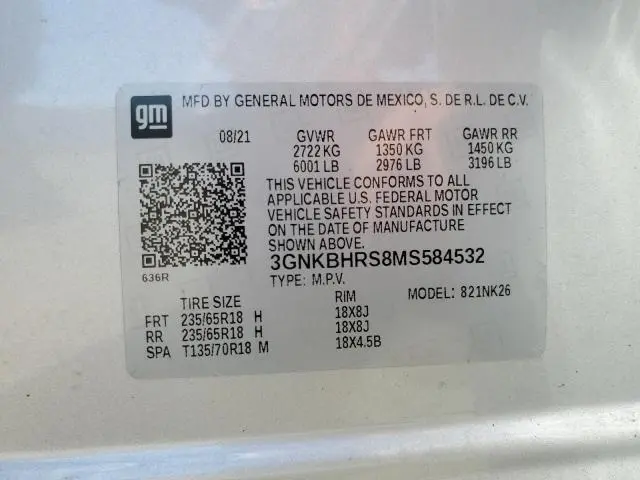 gm MFD BY GENERAL MOTORS DE MEXICO, S. DE R.L. DE C.V.
08/21 GVWR GAWR FRT GAWR RR
2722 KG 1350 KG 1450 KG
6001 LB 2976 LB 3196 LB
THIS VEHICLE CONFORMS TO ALL
APPLICABLE U.S. FEDERAL MOTOR
VEHICLE SAFETY STANDARDS IN EFFECT
ON THE DATE OF MANUFACTURE
SHOWN ABOVE.
3GNKBHRS8MS584532
636R TYPE: M.P.V.
TIRE SIZE RIM MODEL: 821NK26
FRT 235/65R18 H 18X8J
RR 235/65R18 H 18X8J
SPA T135/70R18 M 18X4.5B